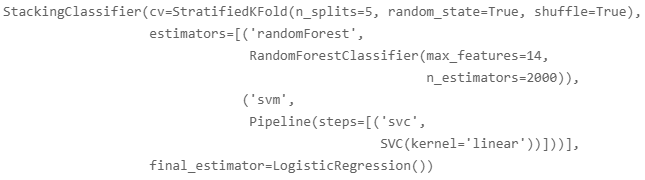 StackingClassifier(cv=StratifiedKFold(n_splits=5, random_state=True, shuffle=True),
                   estimators=[('randomForest',
                                RandomForestClassifier(max_features=14,
                                                       n_estimators=2000)),
                               ('svm',
                                Pipeline(steps=[('svc',
                                                 SVC(kernel='linear'))]))],
                   final_estimator=LogisticRegression())